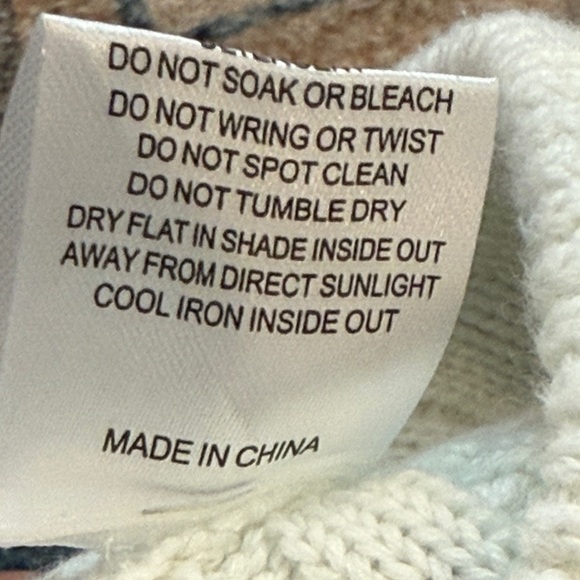 DO NOT SOAK OR BLEACH
DO NOT WRING OR TWIST
DO NOT SPOT CLEAN
DO NOT TUMBLE DRY
DRY FLAT IN SHADE INSIDE OUT
AWAY FROM DIRECT SUNLIGHT
COOL IRON INSIDE OUT
MADE IN CHINA